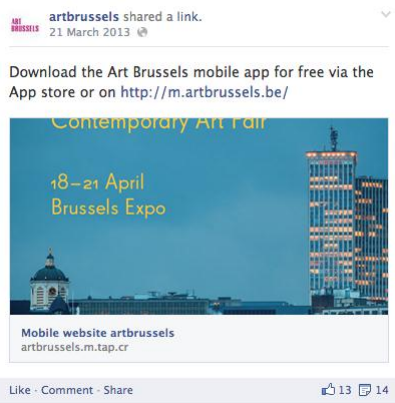 ART
BRUSSELS
artbrussels shared a link.
21 March 2013
Download the Art Brussels mobile app for free via the
App store or on http://m.artbrussels.be/
Contemporary Art Fair
18–21 April
Brussels Expo
Mobile website artbrussels
artbrussels.m.tap.cr
Like · Comment · Share 13 14